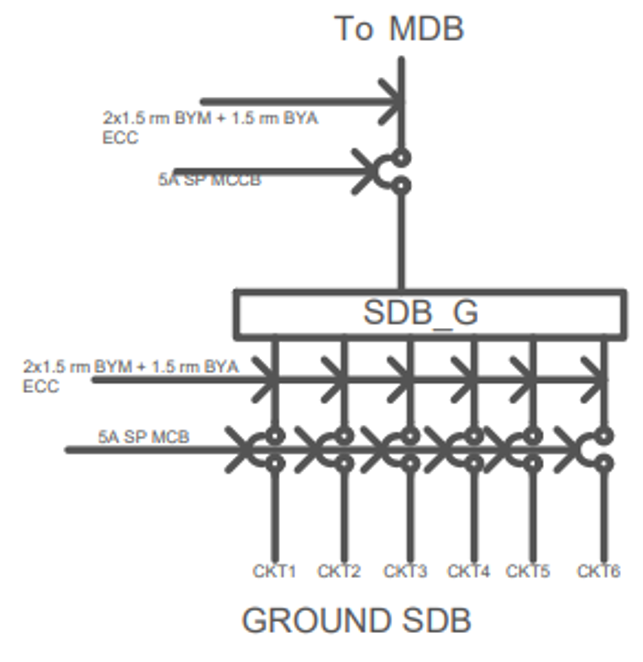 To MDB
2x1.5 rm BYM + 1.5 rm BYA
ECC
5A SP MCCB
SDB_G
2x1.5 rm BYM + 1.5 rm BYA
ECC
5A SP MCB
CKT1 CKT2 CKT3 CKT4 CKT5 CKT6
GROUND SDB